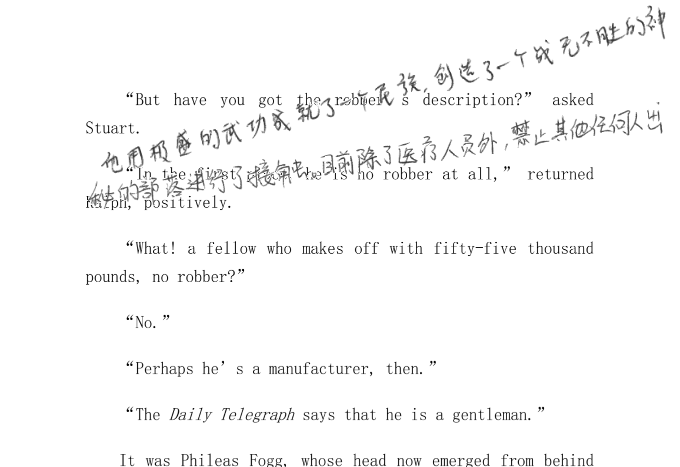 “But have you got the robber's description?” asked
Stuart.
也用极盛的武功成就了一个民族,创造了一个战无不胜的神
“In the first place, he is no robber at all,” returned
Ralph, positively.
的部落进行了接触,目前除了医疗人员外,禁止其他任何人出
“What! a fellow who makes off with fifty-five thousand
pounds, no robber?”
“No.”
“Perhaps he’s a manufacturer, then.”
“The Daily Telegraph says that he is a gentleman.”
It was Phileas Fogg, whose head now emerged from behind